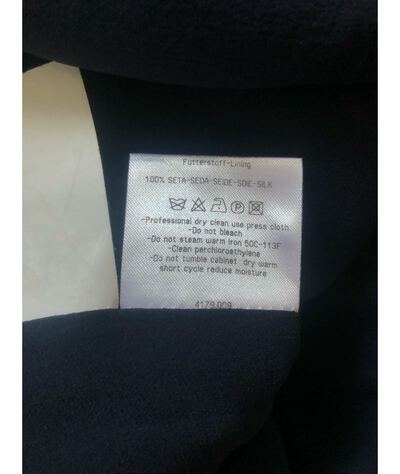 Futterstoff-Lining
100% SETA-SEDA-SEIDE-SOIE-SILK
P
-Professional dry clean use press cloth
-Do not bleach
-Do not steam warm iron 50C-113F
-Clean perchloroethylene
-Do not tumble cabinet dry warm
short cycle reduce moisture
4179.009